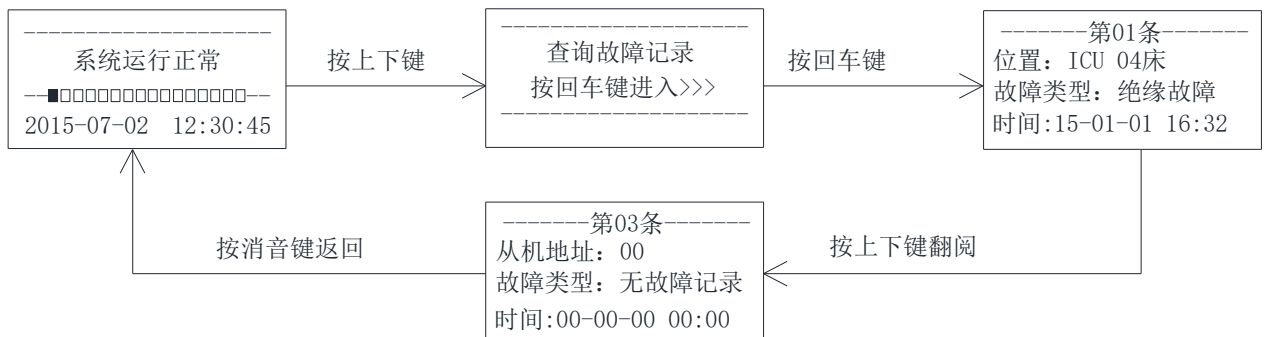 ----------------------
系统运行正常
--■□□□□□□□□□□□□□□□--
2015-07-02 12:30:45
按上下键
----------------------
查询故障记录
按回车键进入>>>
----------------------
按回车键
-------第01条-------
位置：ICU 04床
故障类型：绝缘故障
时间:15-01-01 16:32
按上下键翻阅
-------第03条-------
从机地址：00
故障类型：无故障记录
时间:00-00-00 00:00
按消音键返回